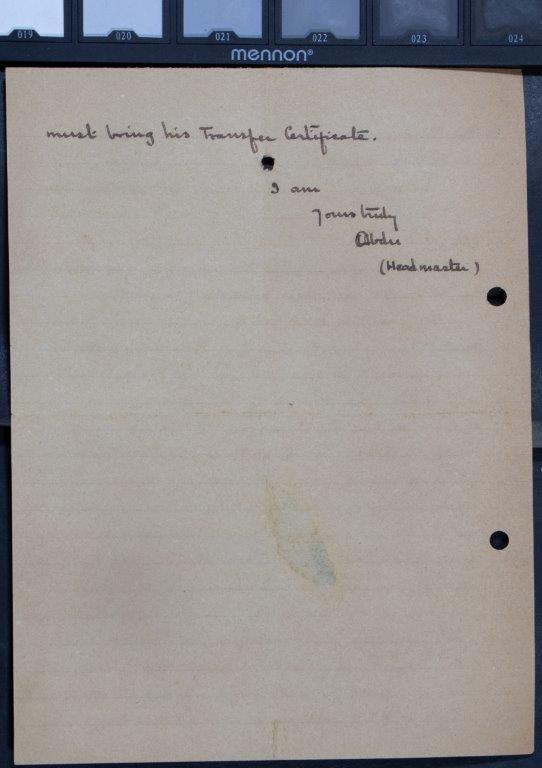 019 020 021 022 023 024
mennon®
must bring his Transfer Certificate.
I am
Yours truly
(Headmaster)